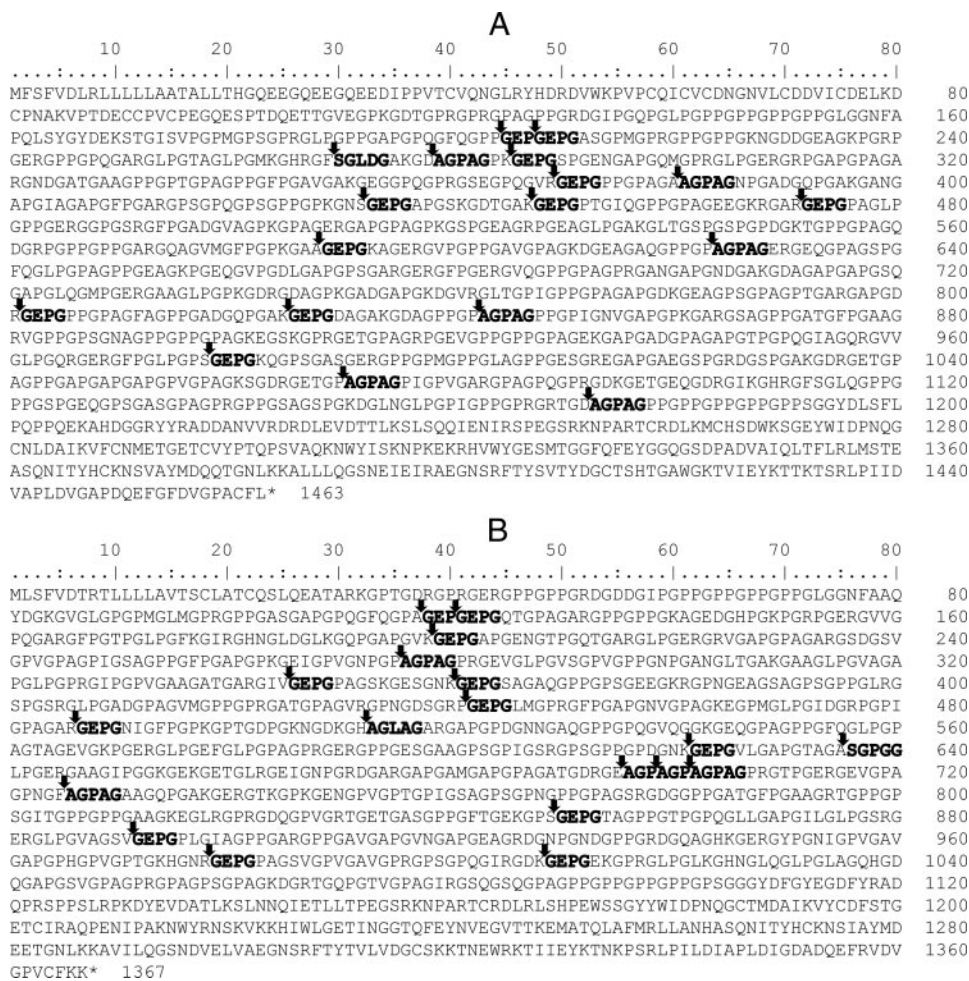 A
10 20 30 40 50 60 70 80
....|....|....|....|....|....|....|....|....|....|....|....|....|....|....|....|
MFSFVDLRLLLLLAATALLTHGQEEGQEEGQEEDIPPVTCVQNGLRYHDRDVWKPVPCQICVCDNGNVLCDDVICDELKD 80
CPNAKVPTDECCPVCPEGQESPTDQETTGVEGPKGDTGPRGPRGPAGPPGRDGIPGQPGLPGPPGPPGPPGPPGLGGNFA 160
PQLSYGYDEKSTGISVPGPMGPSGPRGLPGPPGAPGPQGFQGPPGEPGEPGASGPMGPRGPPGPPGKNGDDGEAGKPGRP 240
GERGPPGPQGARGLPGTAGLPGMKGHRGFSGLDGAKGDAGPAGPKGEPGSPGENGAPGQMGPRGLPGERGRPGAPGPAGA 320
RGNDGATGAAGPPGPTGPAGPPGFPGAVGAKGEGGPQGPRGSEGPQGVRGEPGPPGPAGAAGPAGNPGADGQPGAKGANG 400
APGIAGAPGFPGARGPSGPQGPSGPPGPKGNSGEPGAPGSKGDTGAKGEPGPTGIQGPPGPAGEEGKRGARGEPGPAGLP 480
GPPGERGGPGSRGFPGADGVAGPKGPAGERGAPGPAGPKGSPGEAGRPGEAGLPGAKGLTGSPGSPGPDGKTGPPGPAGQ 560
DGRPGPPGPPGARGQAGVMGFPGPKGAAGEPGKAGERGVPGPPGAVGPAGKDGEAGAQGPPGPAGPAGERGEQGPAGSPG 640
FQGLPGPAGPPGEAGKPGEQGVPGDLGAPGPSGARGERGFPGERGVQGPPGPAGPRGANGAPGNDGAKGDAGAPGAPGSQ 720
GAPGLQGMPGERGAAGLPGPKGDRGDAGPKGADGAPGKDGVRGLTGPIGPPGPAGAPGDKGEAGPSGPAGPTGARGAPGD 800
RGEPGPPGPAGFAGPPGADGQPGAKGEPGDAGAKGDAGPPGPAGPAGPPGPIGNVGAPGPKGARGSAGPPGATGFPGAAG 880
RVGPPGPSGNAGPPGPPGPAGKEGSKGPRGETGPAGRPGEVGPPGPPGPAGEKGAPGADGPAGAPGTPGPQGIAGQRGVV 960
GLPGQRGERGFPGLPGPSGEPGKQGPSGASGERGPPGPMGPPGLAGPPGESGREGAPGAEGSPGRDGSPGAKGDRGETGP 1040
AGPPGAPGAPGAPGPVGPAGKSGDRGETGPAGPAGPIGPVGARGPAGPQGPRGDKGETGEQGDRGIKGHRGFSGLQGPPG 1120
PPGSPGEQGPSGASGPAGPRGPPGSAGSPGKDGLNGLPGPIGPPGPRGRTGDAGPAGPPGPPGPPGPPGPPSGGYDLSFL 1200
PQPPQEKAHDGGRYYRADDANVVRDRDLEVDTTLKSLSQQIENIRSPEGSRKNPARTCRDLKMCHSDWKSGEYWIDPNQG 1280
CNLDAIKVFCNMETGETCVYPTQPSVAQKNWYISKNPKEKRHVWYGESMTGGFQFEYGGQGSDPADVAIQLTFLRLMSTE 1360
ASQNITYHCKNSVAYMDQQTGNLKKALLLQGSNEIEIRAEGNSRFTYSVTYDGCTSHTGAWGKTVIEYKTTKTSRLPIID 1440
VAPLDVGAPDQEFGFDVGPACFL* 1463
B
10 20 30 40 50 60 70 80
....|....|....|....|....|....|....|....|....|....|....|....|....|....|....|....|
MLSFVDTRTLLLLAVTSCLATCQSLQEATARKGPTGDRGPRGERGPPGPPGRDGDDGIPGPPGPPGPPGPPGLGGNFAAQ 80
YDGKGVGLGPGPMGLMGPRGPPGASGAPGPQGFQGPAGEPGEPGQTGPAGARGPPGPPGKAGEDGHPGKPGRPGERGVVG 160
PQGARGFPGTPGLPGFKGIRGHNGLDGLKGQPGAPGVKGEPGAPGENGTPGQTGARGLPGERGRVGAPGPAGARGSDGSV 240
GPVGPAGPIGSAGPPGFPGAPGPKGEIGPVGNPGPAGPAGPRGEVGLPGVSGPVGPPGNPGANGLTGAKGAAGLPGVAGA 320
PGLPGPRGIPGPVGAAGATGARGIVGEPGPAGSKGESGNKGEPGSAGAQGPPGPSGEEGKRGPNGEAGSAGPSGPPGLRG 400
SPGSRGLPGADGPAGVMGPPGPRGATGPAGVRGPNGDSGRPGEPGLMGPRGFPGAPGNVGPAGKEGPMGLPGIDGRPGPI 480
GPAGARGEPGNIGFPGPKGPTGDPGKNGDKGHAGLAGARGAPGPDGNNGAQGPPGPQGVQGGKGEQGPAGPPGFQGLPGP 560
AGTAGEVGKPGERGLPGEFGLPGPAGPRGERGPPGESGAAGPSGPIGSRGPSGPPGPDGNKGEPGVLGAPGTAGASGPGG 640
LPGERGAAGIPGGKGEKGETGLRGEIGNPGRDGARGAPGAMGAPGPAGATGDRGEAGPAGPAGPAGPRGTPGERGEVGPA 720
GPNGFAGPAGAAGQPGAKGERGTKGPKGENGPVGPTGPIGSAGPSGPNGPPGPAGSRGDGGPPGATGFPGAAGRTGPPGP 800
SGITGPPGPPGAAGKEGLRGPRGDQGPVGRTGETGASGPPGFTGEKGPSGEPGTAGPPGTPGPQGLLGAPGILGLPGSRG 880
ERGLPGVAGSVGEPGPLGIAGPPGARGPPGAVGAPGVNGAPGEAGRDGNPGNDGPPGRDGQAGHKGERGYPGNIGPVGAV 960
GAPGPHGPVGPTGKHGNRGEPGPAGSVGPVGAVGPRGPSGPQGIRGDKGEPGEKGPRGLPGLKGHNGLQGLPGLAGQHGD 1040
QGAPGSVGPAGPRGPAGPSGPAGKDGRTGQPGTVGPAGIRGSQGSQGPAGPPGPPGPPGPPGPSGGGYDFGYEGDFYRAD 1120
QPRSPPSLRPKDYEVDATLKSLNNQIETLLTPEGSRKNPARTCRDLRLSHPEWSSGYYWIDPNQGCTMDAIKVYCDFSTG 1200
ETCIRAQPENIPAKNWYRNSKVKKHIWLGETINGGTQFEYNVEGVTTKEMATQLAFMRLLANHASQNITYHCKNSIAYMD 1280
EETGNLKKAVILQGSNDVELVAEGNSRFTYTVLVDGCSKKTNEWRKTIIEYKTNKPSRLPILDIAPLDIGDADQEFRVDV 1360
GPVCFKK* 1367